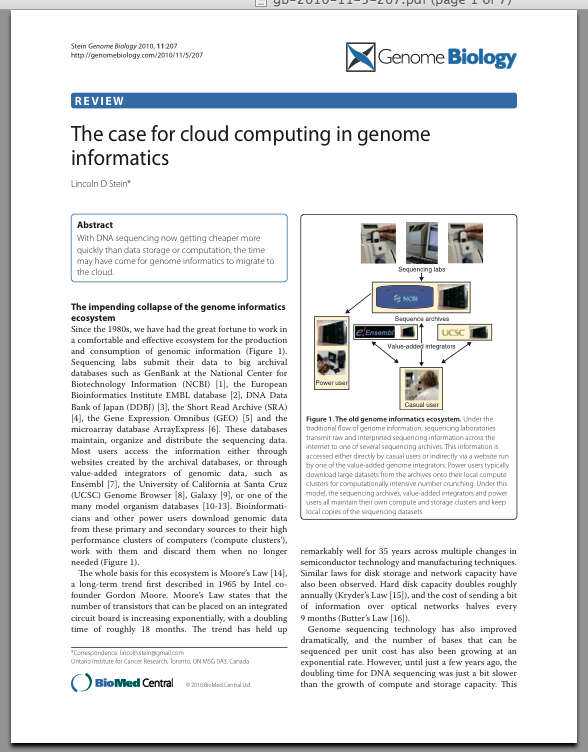 gb-2010-11-5-207.pdf (page 1 of 7)
Stein Genome Biology 2010, 11:207
http://genomebiology.com/2010/11/5/207
Genome Biology
REVIEW
The case for cloud computing in genome
informatics
Lincoln D Stein*
Abstract
With DNA sequencing now getting cheaper more
quickly than data storage or computation, the time
may have come for genome informatics to migrate to
the cloud.
The impending collapse of the genome informatics
ecosystem
Since the 1980s, we have had the great fortune to work in
a comfortable and effective ecosystem for the production
and consumption of genomic information (Figure 1).
Sequencing labs submit their data to big archival
databases such as GenBank at the National Center for
Biotechnology Information (NCBI) [1], the European
Bioinformatics Institute EMBL database [2], DNA Data
Bank of Japan (DDBJ) [3], the Short Read Archive (SRA)
[4], the Gene Expression Omnibus (GEO) [5] and the
microarray database ArrayExpress [6]. These databases
maintain, organize and distribute the sequencing data.
Most users access the information either through
websites created by the archival databases, or through
value-added integrators of genomic data, such as
Ensembl [7], the University of California at Santa Cruz
(UCSC) Genome Browser [8], Galaxy [9], or one of the
many model organism databases [10-13]. Bioinformati-
cians and other power users download genomic data
from these primary and secondary sources to their high
performance clusters of computers ('compute clusters'),
work with them and discard them when no longer
needed (Figure 1).
The whole basis for this ecosystem is Moore's Law [14],
a long-term trend first described in 1965 by Intel co-
founder Gordon Moore. Moore's Law states that the
number of transistors that can be placed on an integrated
circuit board is increasing exponentially, with a doubling
time of roughly 18 months. The trend has held up
*Correspondence: lincoln.stein@gmail.com
Ontario Institute for Cancer Research, Toronto, ON M5G 0A3, Canada
BioMed Central
© 2010 BioMed Central Ltd
Sequencing labs
NCBI
Sequence archives
Ensembl
UCSC
Value-added integrators
Power user
Casual user
Figure 1. The old genome informatics ecosystem. Under the
traditional flow of genome information, sequencing laboratories
transmit raw and interpreted sequencing information across the
internet to one of several sequencing archives. This information is
accessed either directly by casual users or indirectly via a website run
by one of the value-added genome integrators. Power users typically
download large datasets from the archives onto their local compute
clusters for computationally intensive number crunching. Under this
model, the sequencing archives, value-added integrators and power
users all maintain their own compute and storage clusters and keep
local copies of the sequencing datasets
remarkably well for 35 years across multiple changes in
semiconductor technology and manufacturing techniques.
Similar laws for disk storage and network capacity have
also been observed. Hard disk capacity doubles roughly
annually (Kryder's Law [15]), and the cost of sending a bit
of information over optical networks halves every
9 months (Butter's Law [16]).
Genome sequencing technology has also improved
dramatically, and the number of bases that can be
sequenced per unit cost has also been growing at an
exponential rate. However, until just a few years ago, the
doubling time for DNA sequencing was just a bit slower
than the growth of compute and storage capacity. This